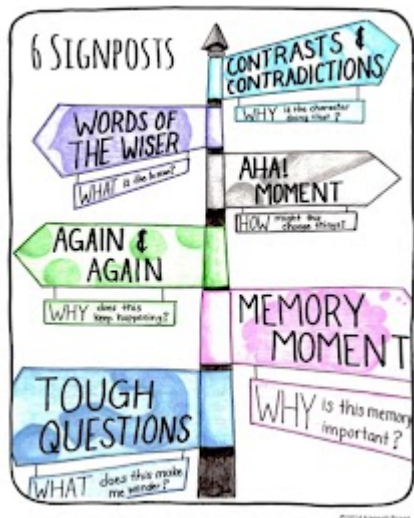 6 SIGNPOSTS
CONTRASTS &
CONTRADICTIONS
WHY is the character
doing that?
WORDS OF
THE WISER
WHAT is the lesson?
AHA!
MOMENT
HOW might this
change things?
AGAIN &
AGAIN
WHY does this
keep happening?
MEMORY
MOMENT
WHY is this memory
important?
TOUGH
QUESTIONS
WHAT does this make
me wonder?